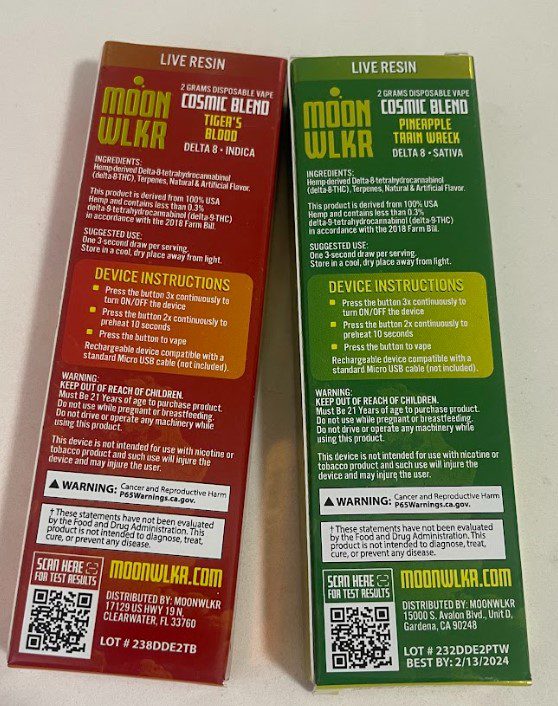 LIVE RESIN
MOON
WLKR
2 GRAMS DISPOSABLE VAPE
COSMIC BLEND
TIGER'S
BLOOD
DELTA 8 • INDICA
INGREDIENTS:
Hemp derived Delta-8-tetrahydrocannabinol
(delta-8-THC), Terpenes, Natural & Artificial Flavor.
This product is derived from 100% USA
Hemp and contains less than 0.3%
delta-9-tetrahydrocannabinol (delta-9-THC)
in accordance with the 2018 Farm Bill.
SUGGESTED USE:
One 3-second draw per serving.
Store in a cool, dry place away from light.
DEVICE INSTRUCTIONS
Press the button 3x continuously to
turn ON/OFF the device
Press the button 2x continuously to
preheat 10 seconds
Press the button to vape
Rechargeable device compatible with a
standard Micro USB cable (not included).
WARNING:
KEEP OUT OF REACH OF CHILDREN.
Must Be 21 Years of age to purchase product.
Do not use while pregnant or breastfeeding.
Do not drive or operate any machinery while
using this product.
This device is not intended for use with nicotine or
tobacco product and such use will injure the
device and may injure the user.
⚠ WARNING: Cancer and Reproductive Harm
P65Warnings.ca.gov.
† These statements have not been evaluated
by the Food and Drug Administration. This
product is not intended to diagnose, treat,
cure, or prevent any disease.
SCAN HERE
FOR TEST RESULTS
MOONWLKR.COM
DISTRIBUTED BY: MOONWLKR
17129 US HWY 19 N,
CLEARWATER, FL 33760
LOT # 238DDE2TB
LIVE RESIN
MOON
WLKR
2 GRAMS DISPOSABLE VAPE
COSMIC BLEND
PINEAPPLE
TRAIN WRECK
DELTA 8 • SATIVA
INGREDIENTS:
Hemp derived Delta-8-tetrahydrocannabinol
(delta-8-THC), Terpenes, Natural & Artificial Flavor.
This product is derived from 100% USA
Hemp and contains less than 0.3%
delta-9-tetrahydrocannabinol (delta-9-THC)
in accordance with the 2018 Farm Bill.
SUGGESTED USE:
One 3-second draw per serving.
Store in a cool, dry place away from light.
DEVICE INSTRUCTIONS
Press the button 3x continuously to
turn ON/OFF the device
Press the button 2x continuously to
preheat 10 seconds
Press the button to vape
Rechargeable device compatible with a
standard Micro USB cable (not included).
WARNING:
KEEP OUT OF REACH OF CHILDREN.
Must Be 21 Years of age to purchase product.
Do not use while pregnant or breastfeeding.
Do not drive or operate any machinery while
using this product.
This device is not intended for use with nicotine or
tobacco product and such use will injure the
device and may injure the user.
⚠ WARNING: Cancer and Reproductive Harm
P65Warnings.ca.gov.
† These statements have not been evaluated
by the Food and Drug Administration. This
product is not intended to diagnose, treat,
cure, or prevent any disease.
SCAN HERE
FOR TEST RESULTS
MOONWLKR.COM
DISTRIBUTED BY: MOONWLKR
15000 S. Avalon Blvd., Unit D,
Gardena, CA 90248
LOT # 232DDE2PTW
BEST BY: 2/13/2024